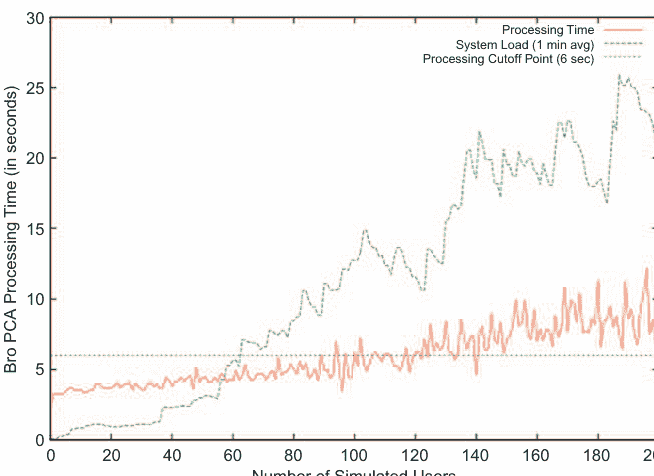 30
Processing Time
System Load (1 min avg)
Processing Cutoff Point (6 sec)
25
20
15
10
5
0
Bro PCA Processing Time (in seconds)
0 20 40 60 80 100 120 140 160 180 20
Number of Simulated Users